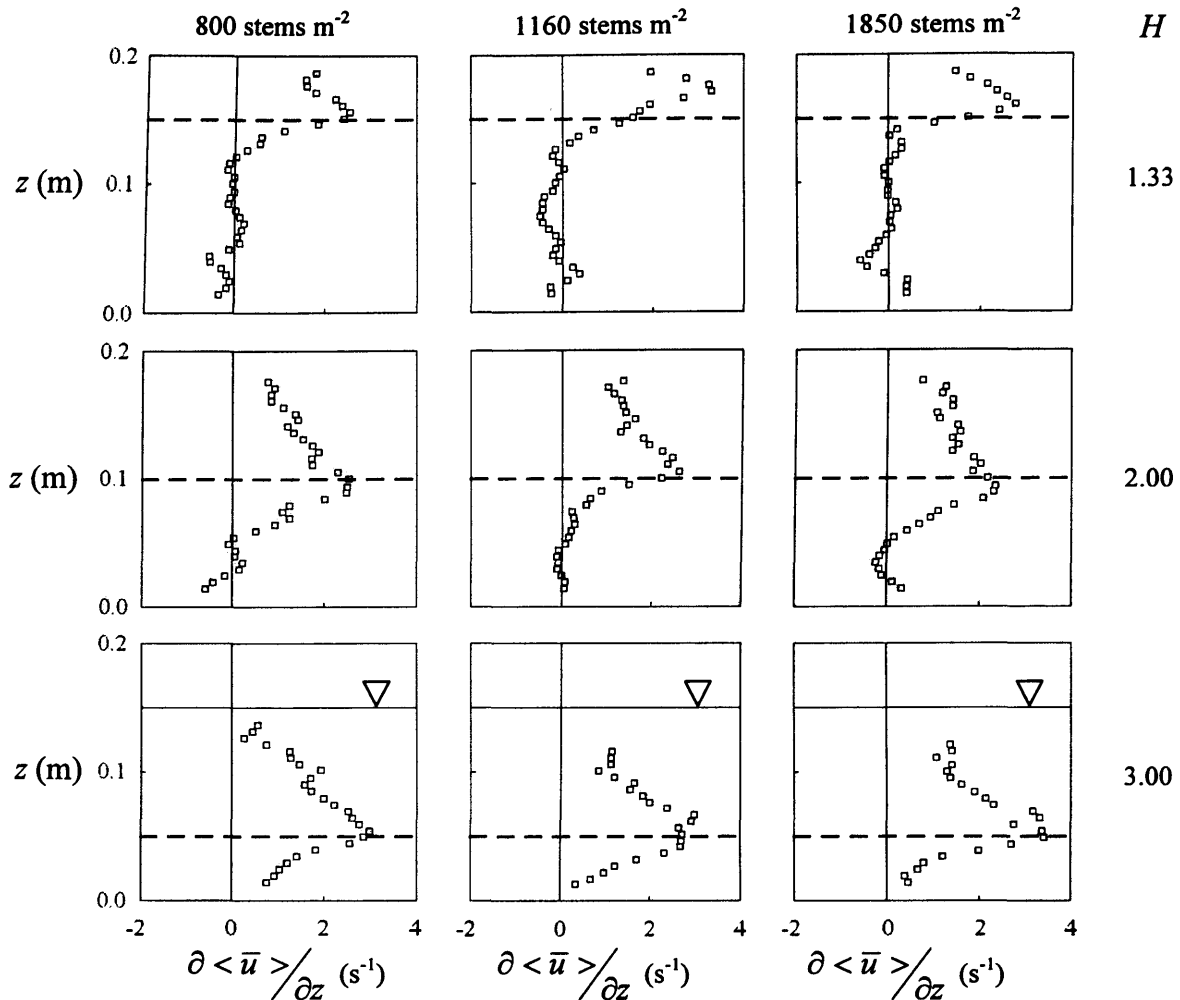 800 stems m⁻² 1160 stems m⁻² 1850 stems m⁻² H
0.2
z (m) 0.1 1.33
0.0
0.2
z (m) 0.1 2.00
0.0
0.2
z (m) 0.1 3.00
0.0
-2 0 2 4 -2 0 2 4 -2 0 2 4
∂<ū>/∂z (s⁻¹) ∂<ū>/∂z (s⁻¹) ∂<ū>/∂z (s⁻¹)